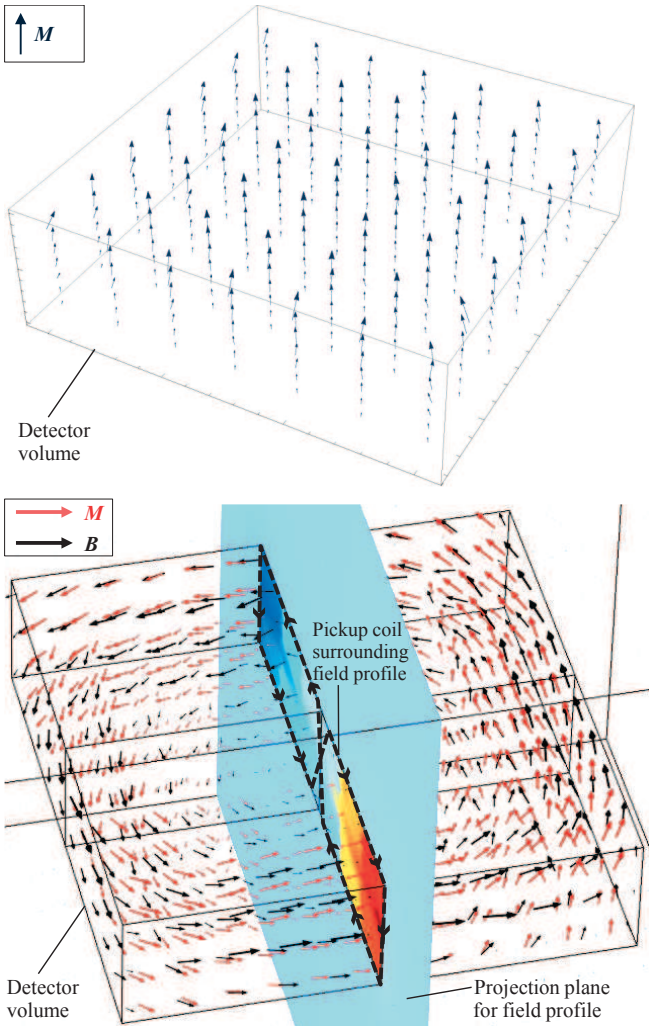 M
Detector
volume
M
B
Pickup coil
surrounding
field profile
Detector
volume
Projection plane
for field profile